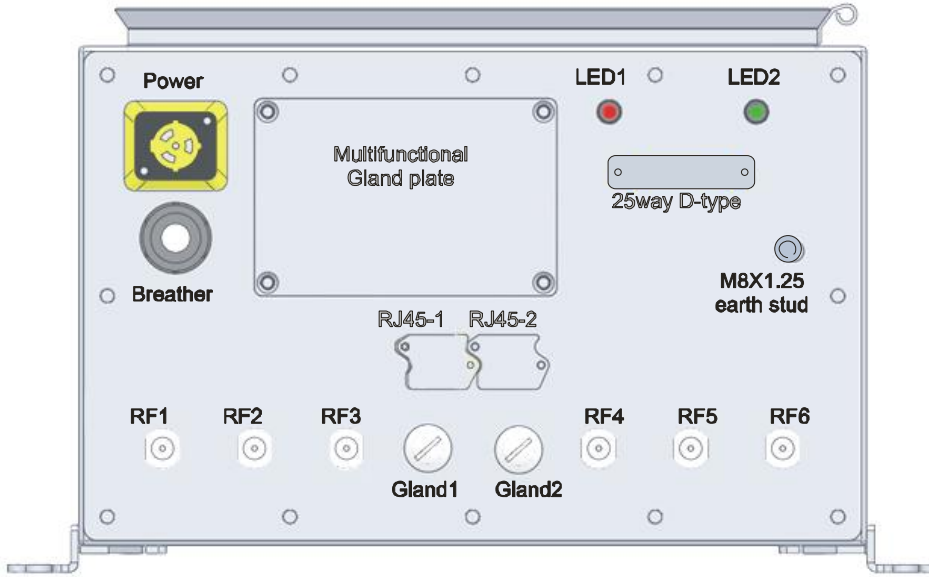 Power
LED1
LED2
Multifunctional
Gland plate
25way D-type
Breather
M8X1.25
earth stud
RJ45-1
RJ45-2
RF1
RF2
RF3
RF4
RF5
RF6
Gland1
Gland2